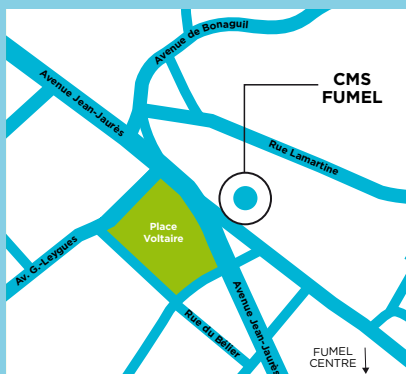 Avenue de Bonaguil
CMS
FUMEL
Avenue Jean-Jaurès
Rue Lamartine
Place
Voltaire
Av. G.-Leygues
Avenue Jean-Jaurès
Rue du Bélier
FUMEL
CENTRE